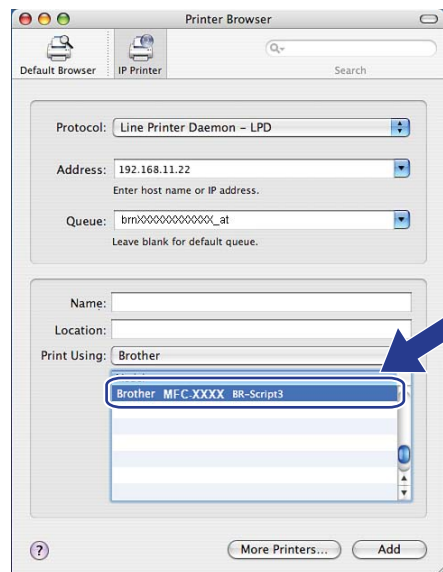 Printer Browser
Default Browser
IP Printer
Q-
Search
Protocol: Line Printer Daemon – LPD
Address: 192.168.11.22
Enter host name or IP address.
Queue: brnXXXXXXXXXXXX_at
Leave blank for default queue.
Name:
Location:
Print Using: Brother
Brother MFC-XXXX BR-Script3
?
More Printers...
Add